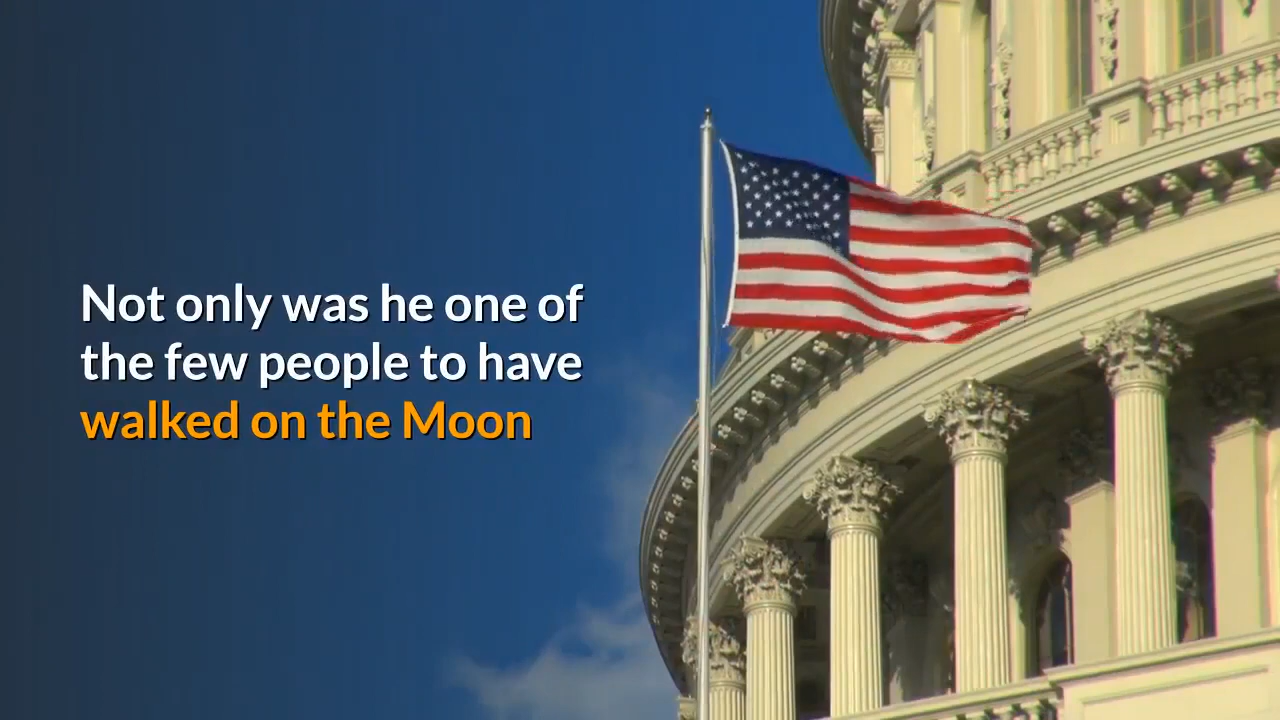 Not only was he one of
the few people to have
walked on the Moon